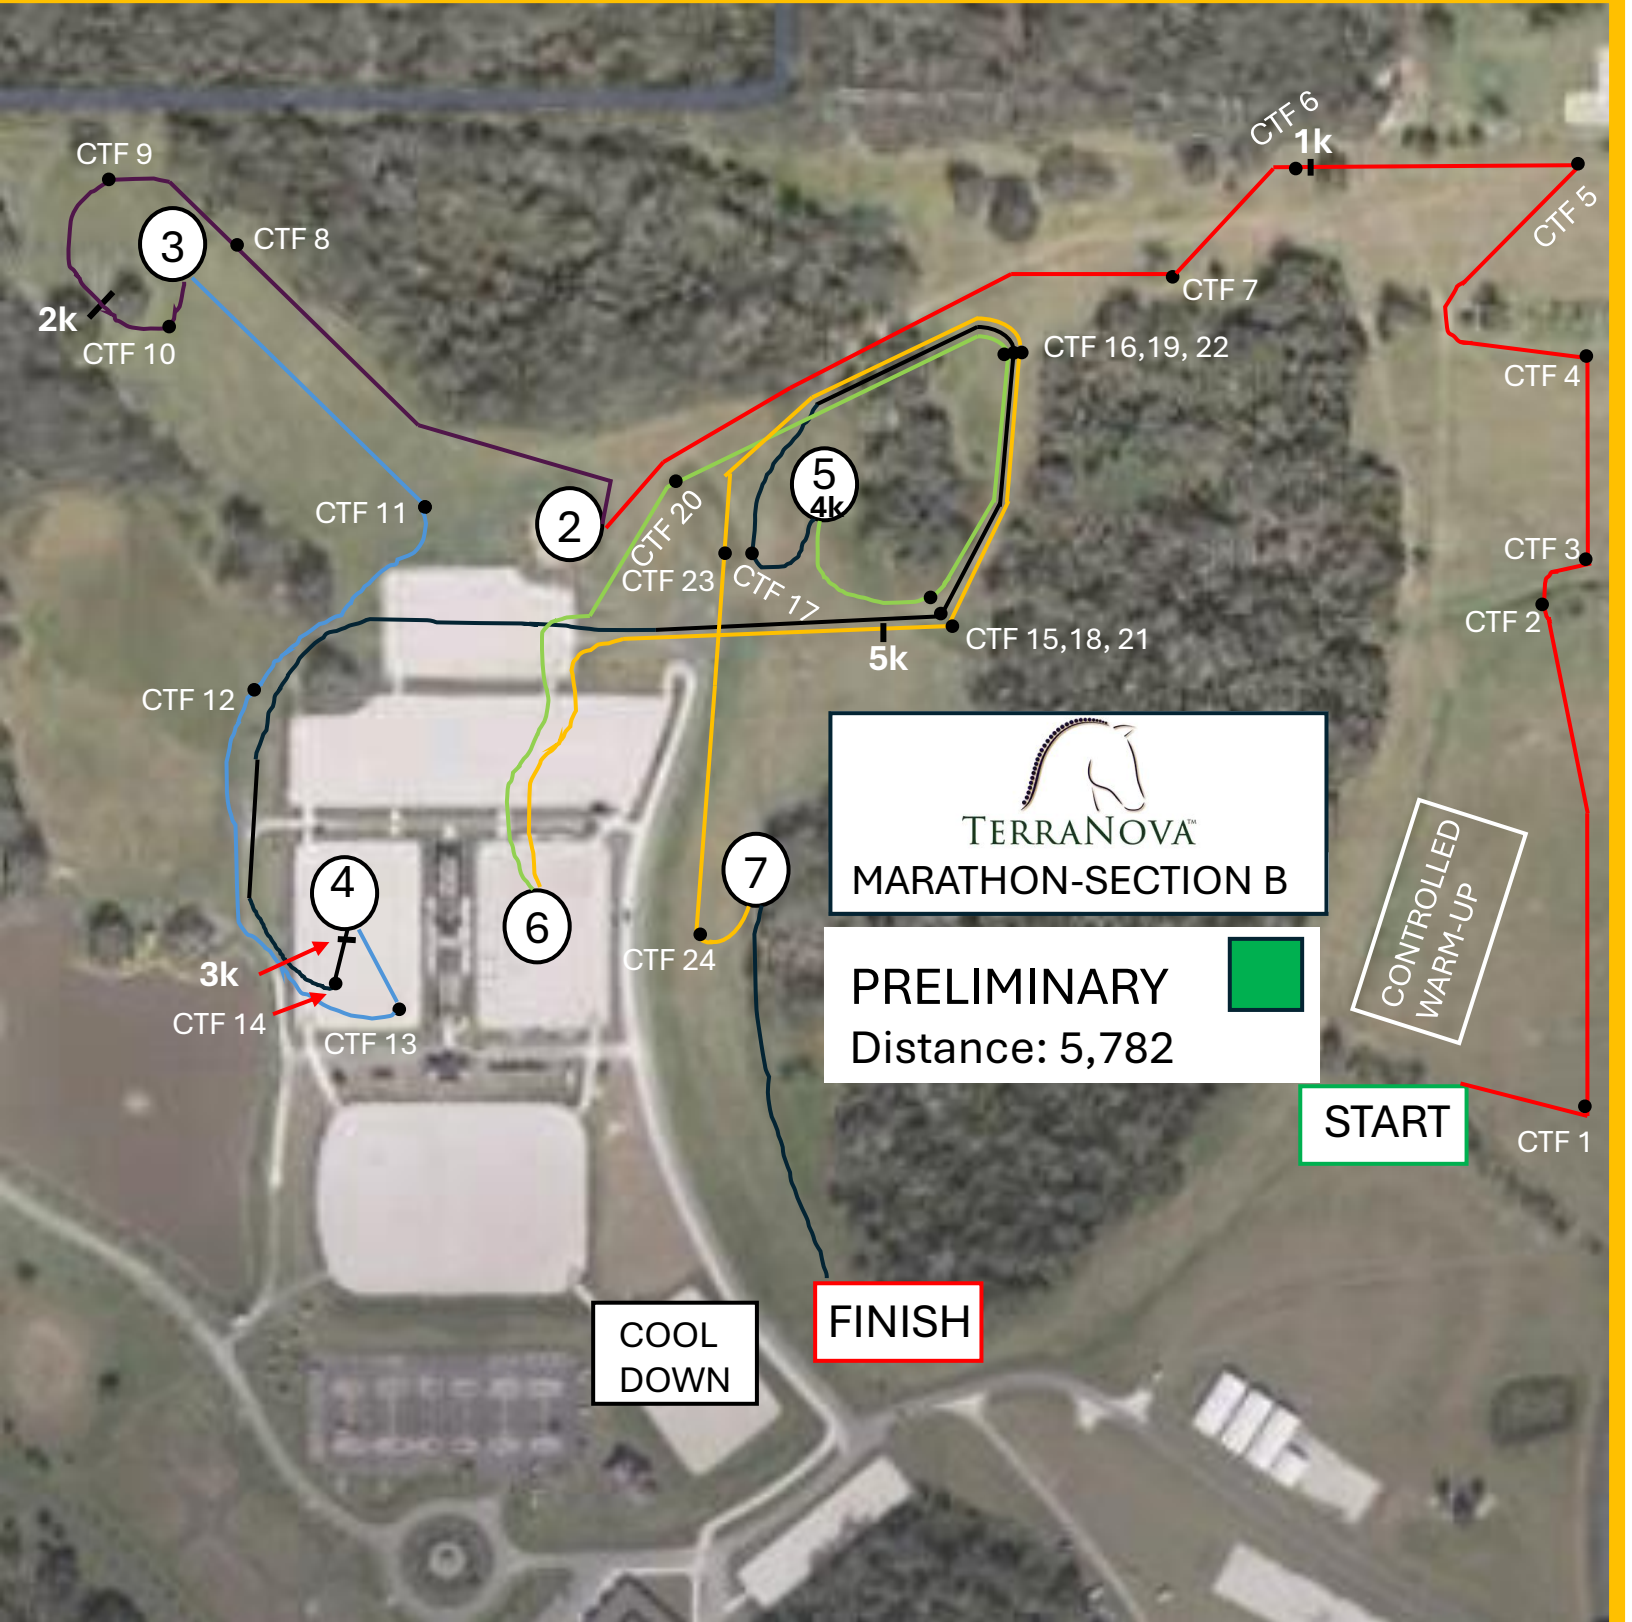 CTF 6
1k
CTF 9
CTF 5
3
CTF 8
CTF 7
2k
CTF 10
CTF 16,19, 22
CTF 4
5
4k
CTF 11
2
CTF 20
CTF 3
CTF 23
CTF 17
CTF 2
CTF 15,18, 21
5k
CTF 12
TERRANOVA™
MARATHON-SECTION B
4
7
6
CONTROLLED
WARM-UP
CTF 24
3k
PRELIMINARY
Distance: 5,782
CTF 14
CTF 13
START
CTF 1
FINISH
COOL
DOWN